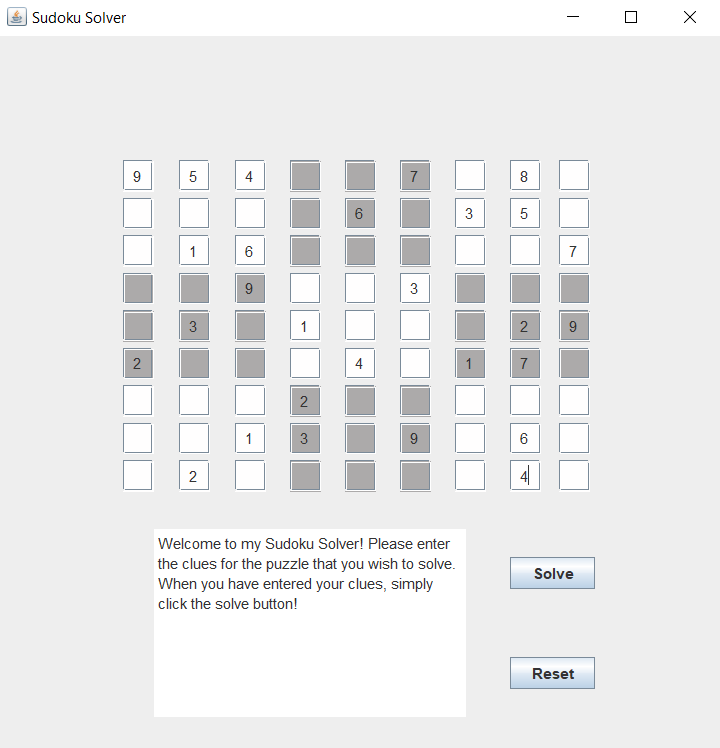 Sudoku Solver
9 5 4 7 8
6 3 5
1 6 7
9 3
3 1 2 9
2 4 1 7
2
1 3 9 6
2 4
Welcome to my Sudoku Solver! Please enter
the clues for the puzzle that you wish to solve.
When you have entered your clues, simply
click the solve button!
Solve
Reset